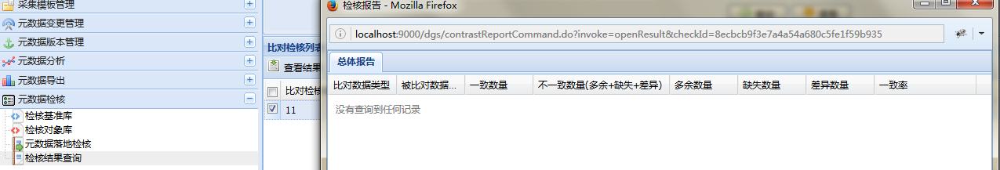 采集模板管理
元数据变更管理
元数据版本管理
元数据分析
元数据导出
元数据检核
检核基准库
检核对象库
元数据落地检核
检核结果查询
比对检核列表
查看结果
比对检核
11
检核报告 - Mozilla Firefox
localhost:9000/dgs/contrastReportCommand.do?invoke=openResult&checkId=8ecbcb9f3e7a4a54a680c5fe1f59b935
总体报告
比对数据类型 被比对数据... 一致数量 不一致数量(多余+缺失+差异) 多余数量 缺失数量 差异数量 一致率
没有查询到任何记录